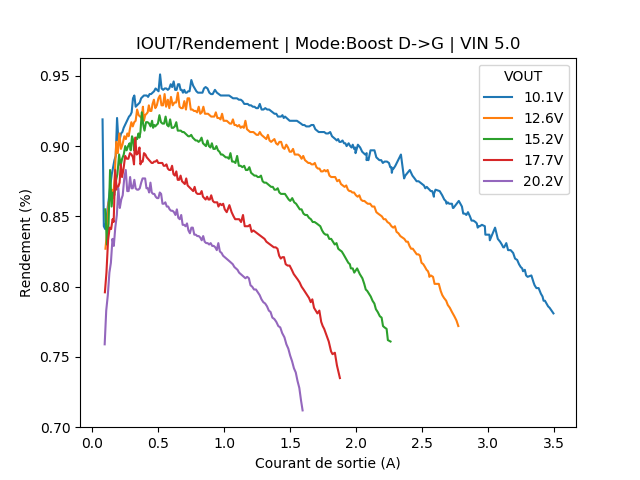 IOUT/Rendement | Mode:Boost D->G | VIN 5.0
VOUT
10.1V
12.6V
15.2V
17.7V
20.2V
0.95
0.90
0.85
0.80
0.75
0.70
Rendement (%)
0.0 0.5 1.0 1.5 2.0 2.5 3.0 3.5
Courant de sortie (A)